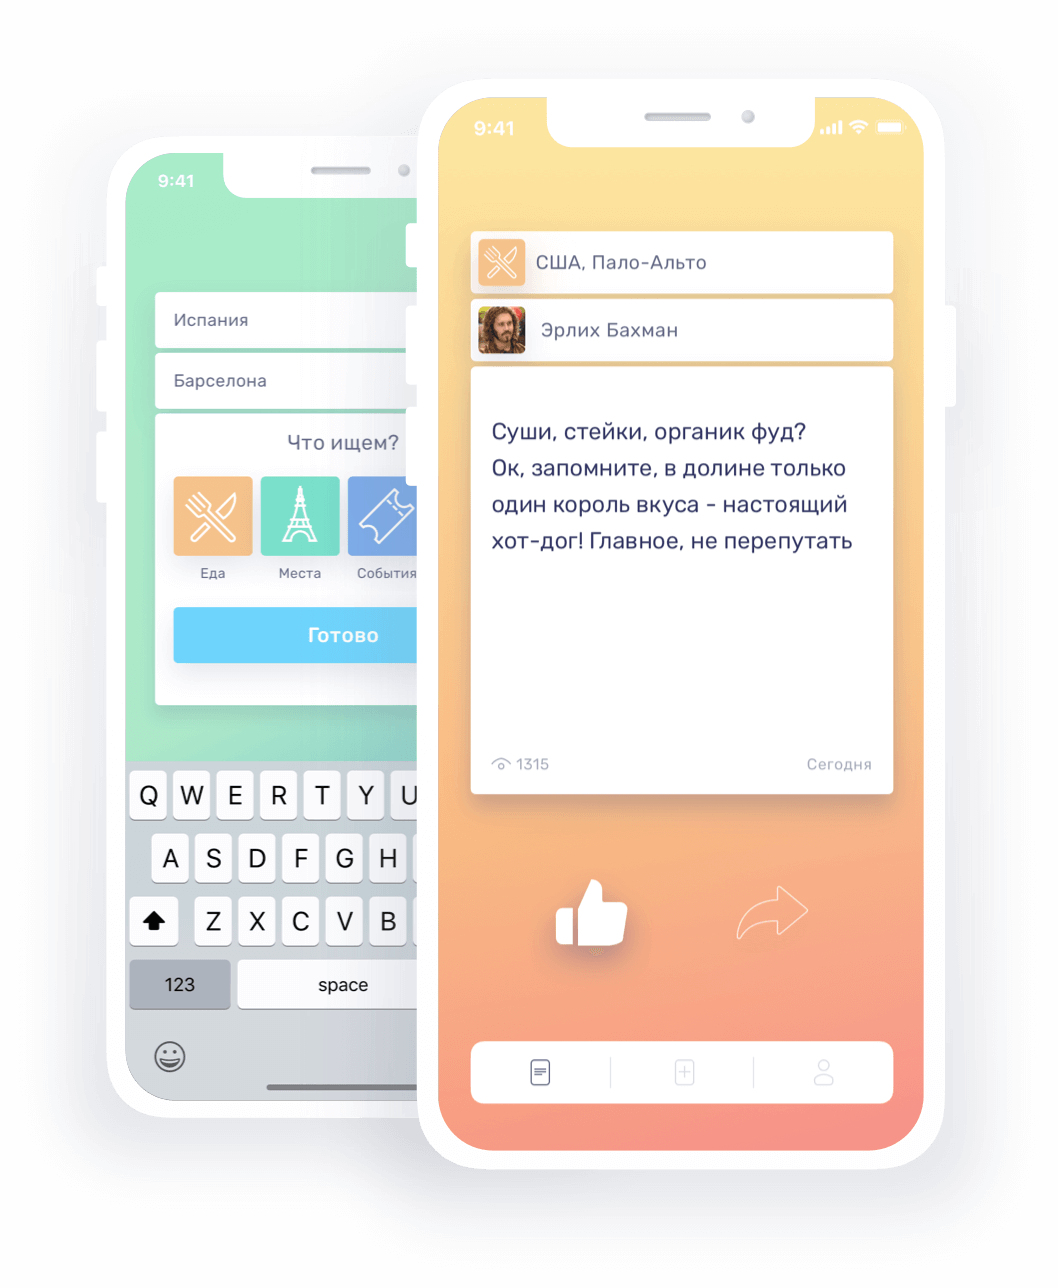 9:41
Испания
Барселона
Что ищем?
Еда
Места
События
Готово
Q W E R T Y U
A S D F G H
Z X C V B
123
space
9:41
США, Пало-Альто
Эрлих Бахман
Суши, стейки, органик фуд?
Ок, запомните, в долине только
один король вкуса - настоящий
хот-дог! Главное, не перепутать
1315
Сегодня